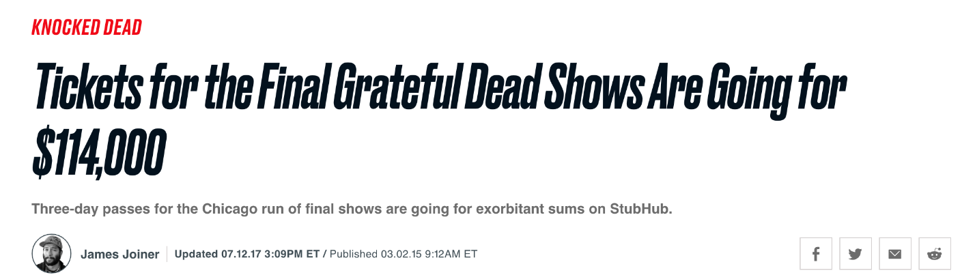 KNOCKED DEAD
Tickets for the Final Grateful Dead Shows Are Going for
$114,000
Three-day passes for the Chicago run of final shows are going for exorbitant sums on StubHub.
James Joiner | Updated 07.12.17 3:09PM ET / Published 03.02.15 9:12AM ET